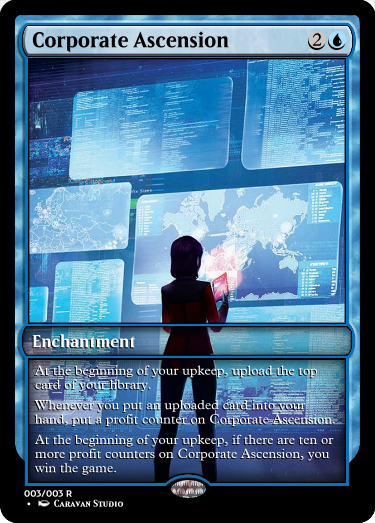 Corporate Ascension 2
Enchantment
At the beginning of your upkeep, upload the top
card of your library.
Whenever you put an uploaded card into your
hand, put a profit counter on Corporate Ascension.
At the beginning of your upkeep, if there are ten or
more profit counters on Corporate Ascension, you
win the game.
003/003 R
• Caravan Studio